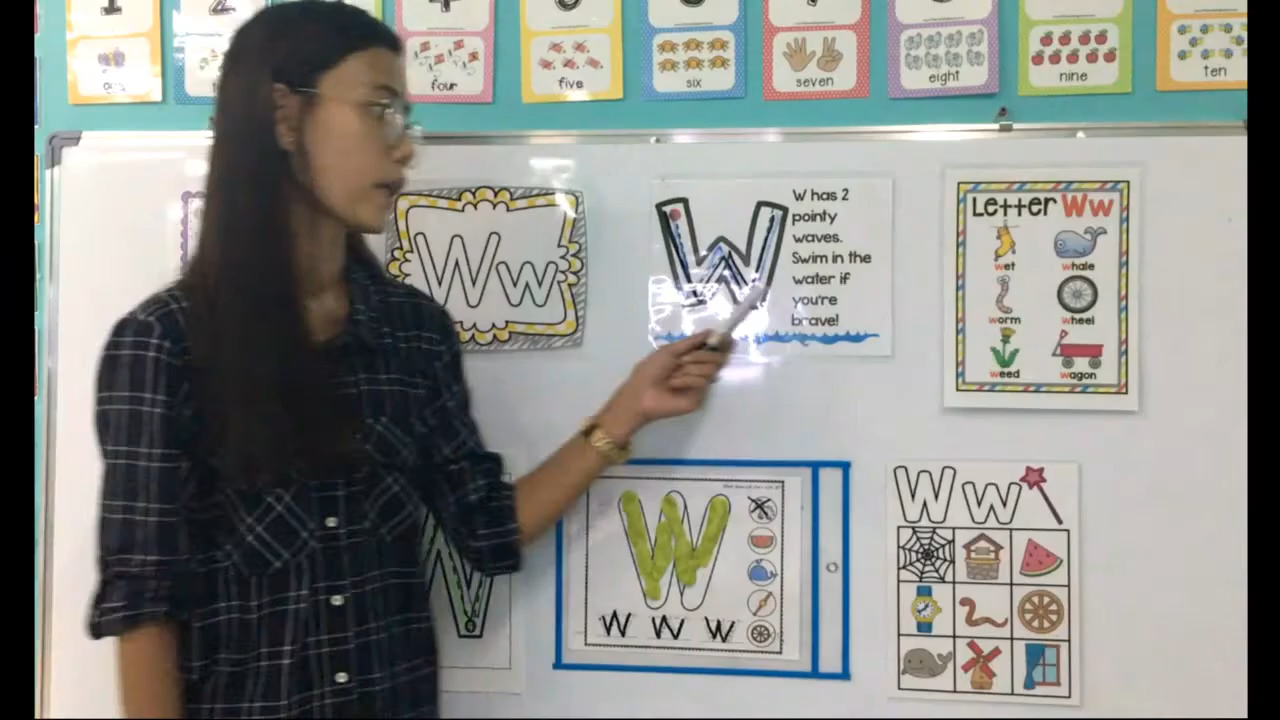 four
five
six
seven
eight
nine
ten
Ww
W
W has 2
pointy
waves.
Swim in the
water if
you're
brave!
Letter Ww
wet
whale
worm
wheel
weed
wagon
W
W W W
Ww